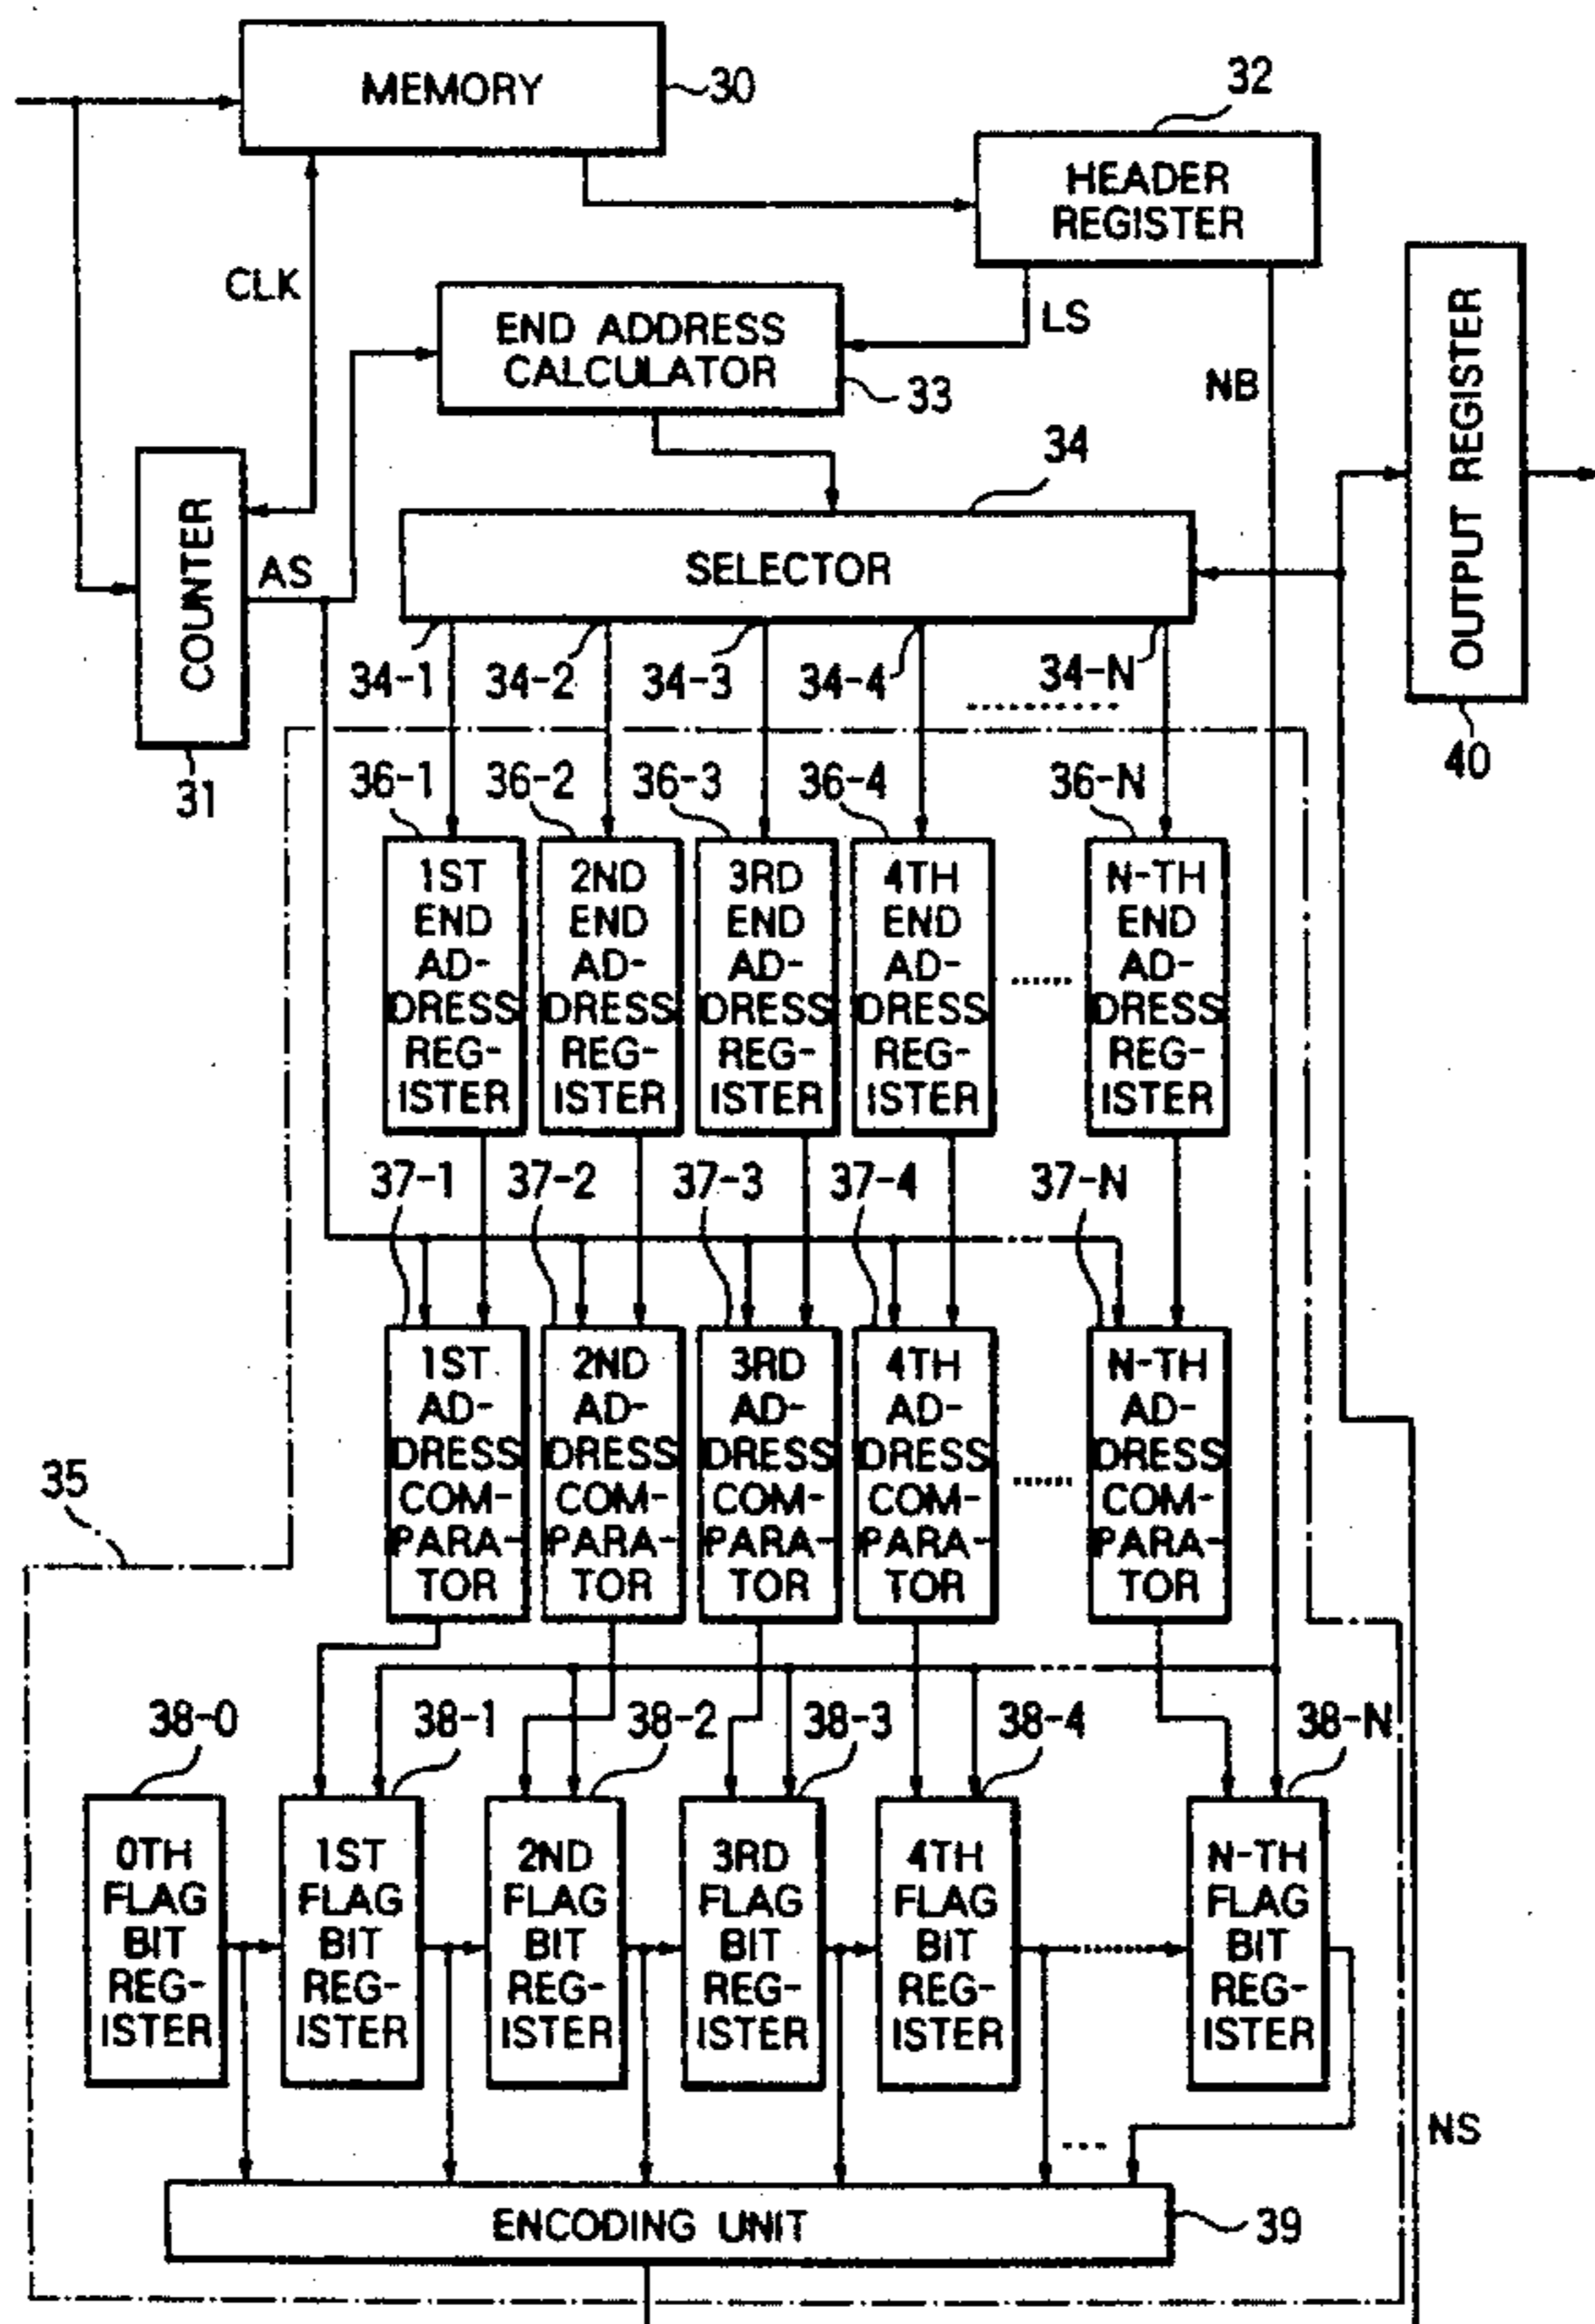 MEMORY
30
32
HEADER
REGISTER
CLK
LS
END ADDRESS
CALCULATOR
33
NB
OUTPUT REGISTER
34
COUNTER
AS
SELECTOR
34-1
34-2
34-3
34-4
34-N
31
40
36-1
36-2
36-3
36-4
36-N
1ST
END
AD-
DRESS
REG-
ISTER
2ND
END
AD-
DRESS
REG-
ISTER
3RD
END
AD-
DRESS
REG-
ISTER
4TH
END
AD-
DRESS
REG-
ISTER
N-TH
END
AD-
DRESS
REG-
ISTER
37-1
37-2
37-3
37-4
37-N
1ST
AD-
DRESS
COM-
PARA-
TOR
2ND
AD-
DRESS
COM-
PARA-
TOR
3RD
AD-
DRESS
COM-
PARA-
TOR
4TH
AD-
DRESS
COM-
PARA-
TOR
N-TH
AD-
DRESS
COM-
PARA-
TOR
35
38-0
38-1
38-2
38-3
38-4
38-N
0TH
FLAG
BIT
REG-
ISTER
1ST
FLAG
BIT
REG-
ISTER
2ND
FLAG
BIT
REG-
ISTER
3RD
FLAG
BIT
REG-
ISTER
4TH
FLAG
BIT
REG-
ISTER
N-TH
FLAG
BIT
REG-
ISTER
NS
ENCODING UNIT
39